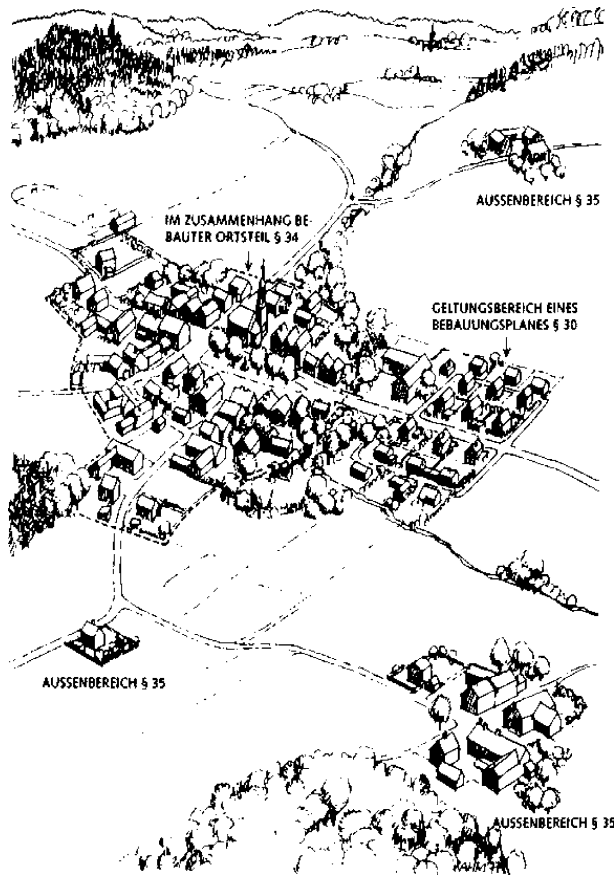 AUSSENBEREICH § 35
IM ZUSAMMENHANG BE-
BAUTER ORTSTEIL § 34
GELTUNGSBEREICH EINES
BEBAUUNGSPLANES § 30
AUSSENBEREICH § 35
AUSSENBEREICH § 35